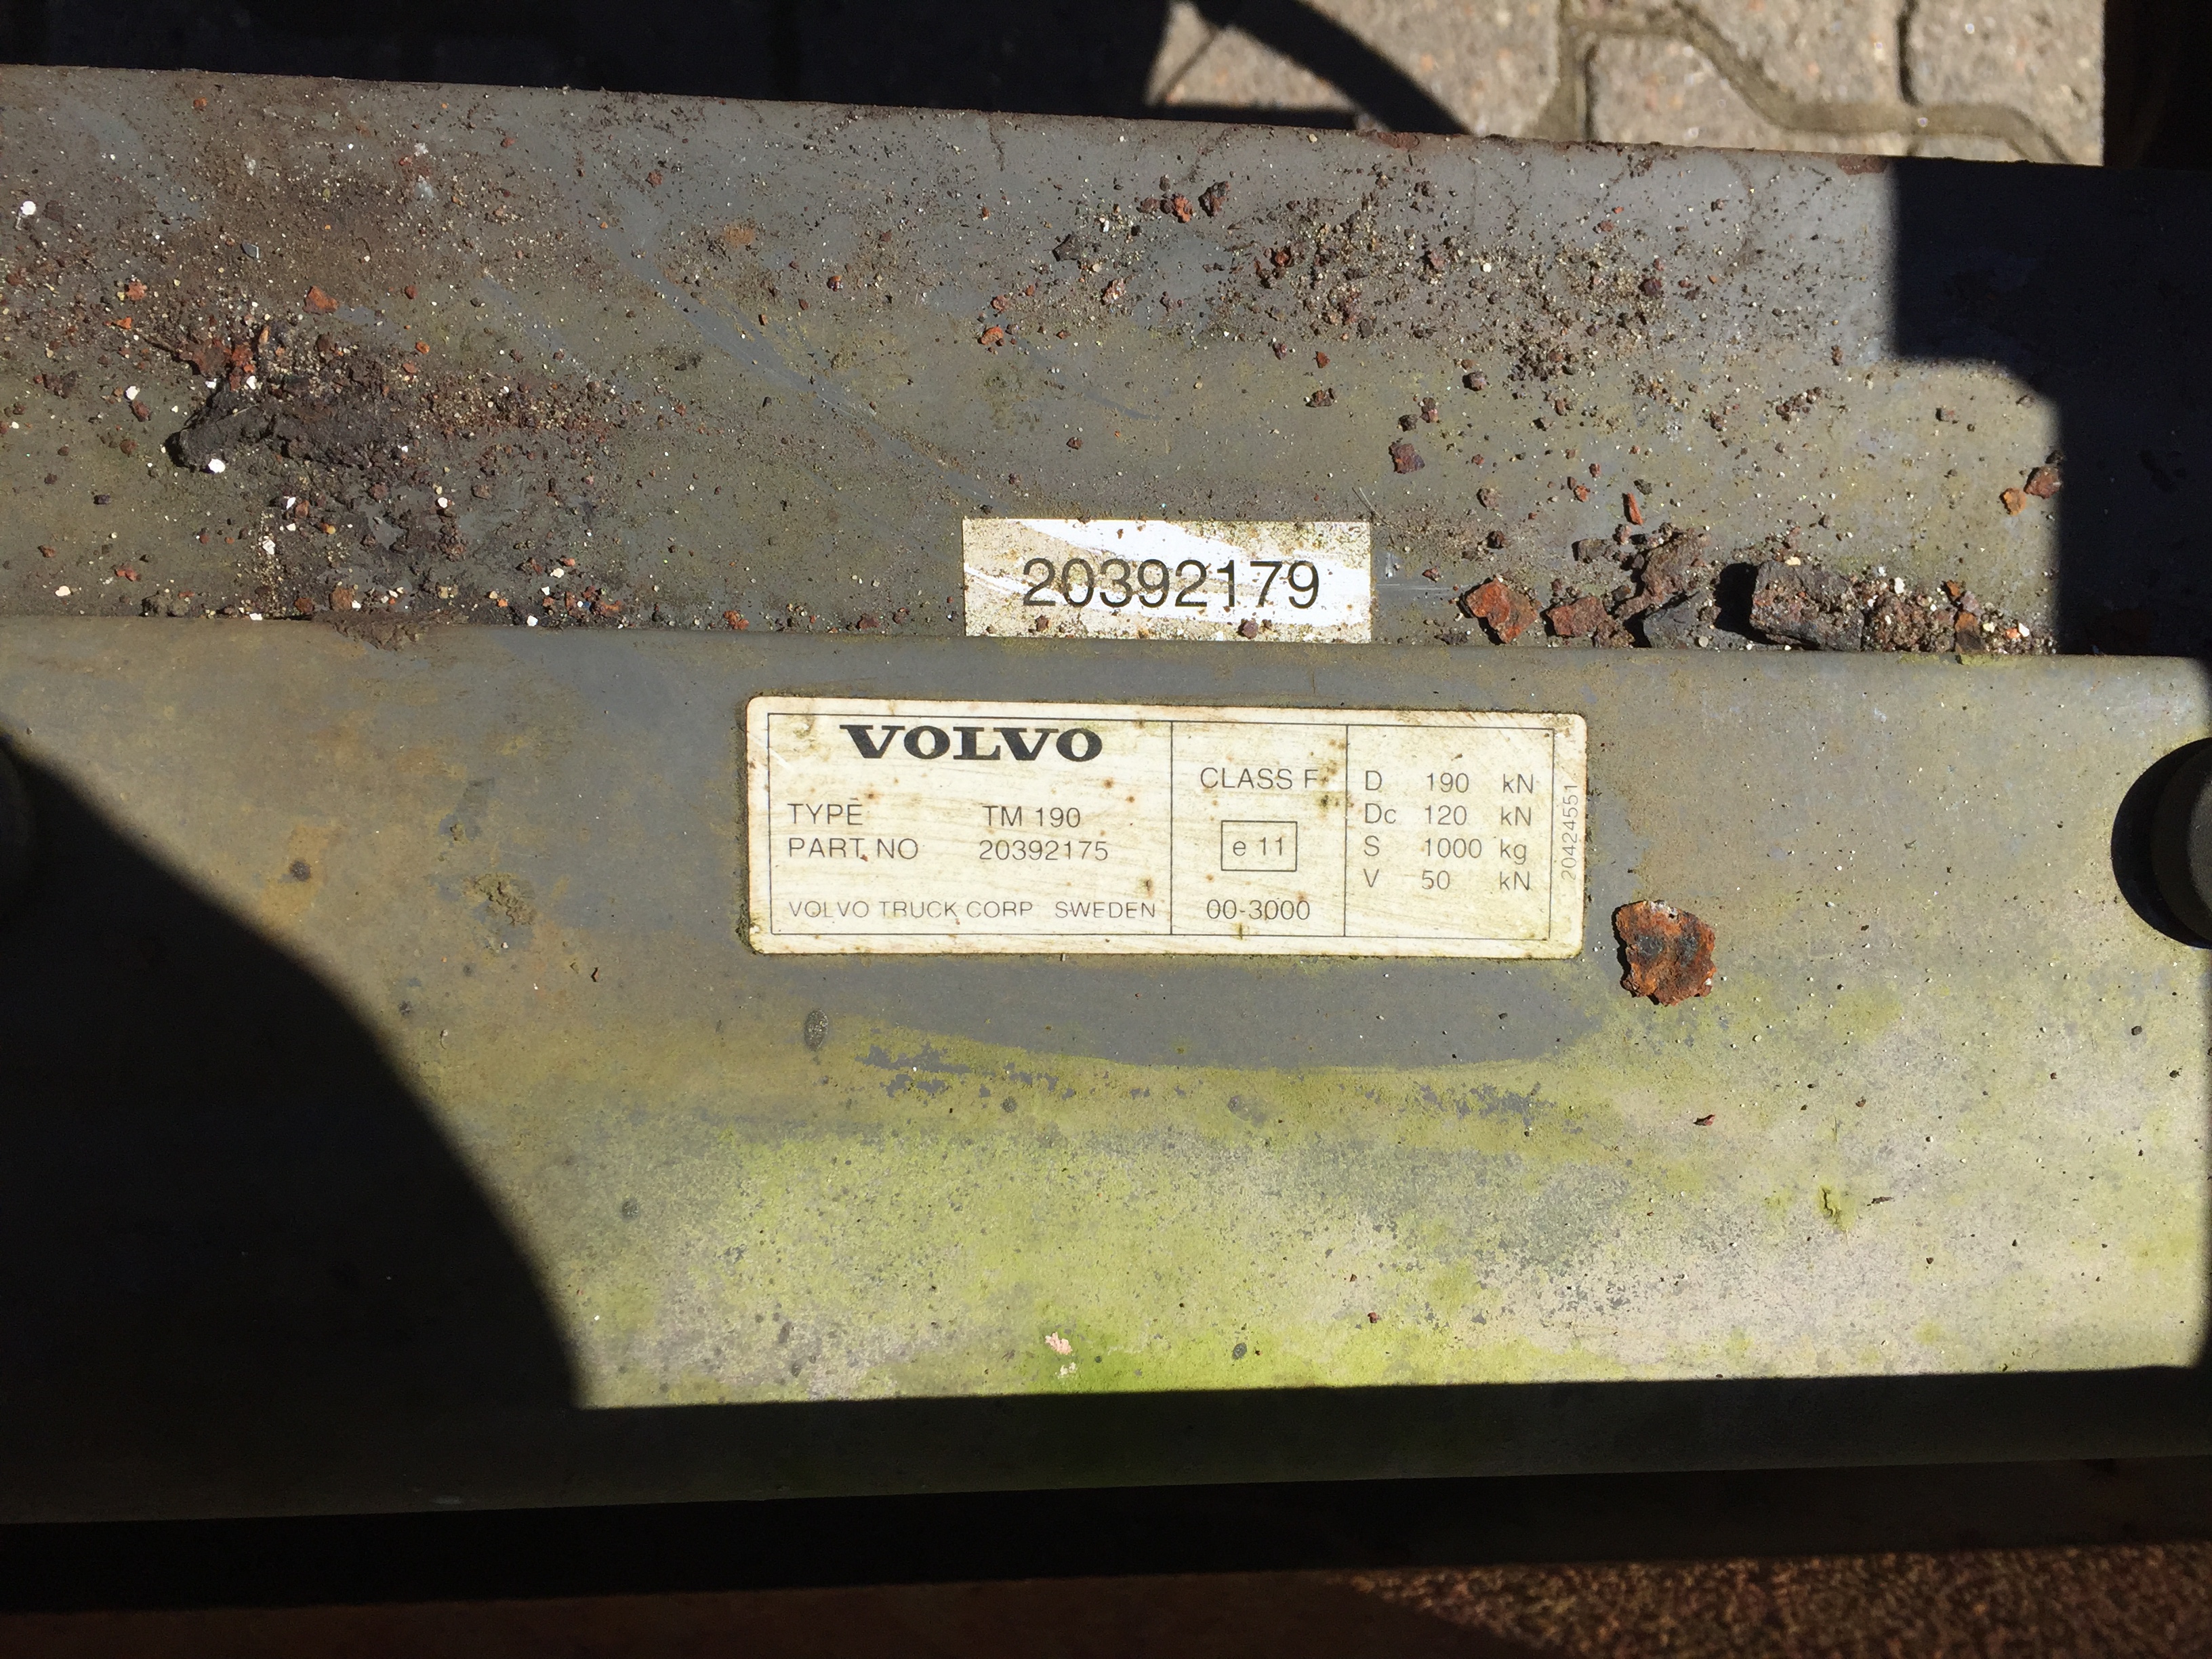 20392179
VOLVO
TYPE TM 190
PART NO 20392175
VOLVO TRUCK CORP SWEDEN
CLASS F
e 11
00-3000
D 190 kN
Dc 120 kN
S 1000 kg
V 50 kN
20424551